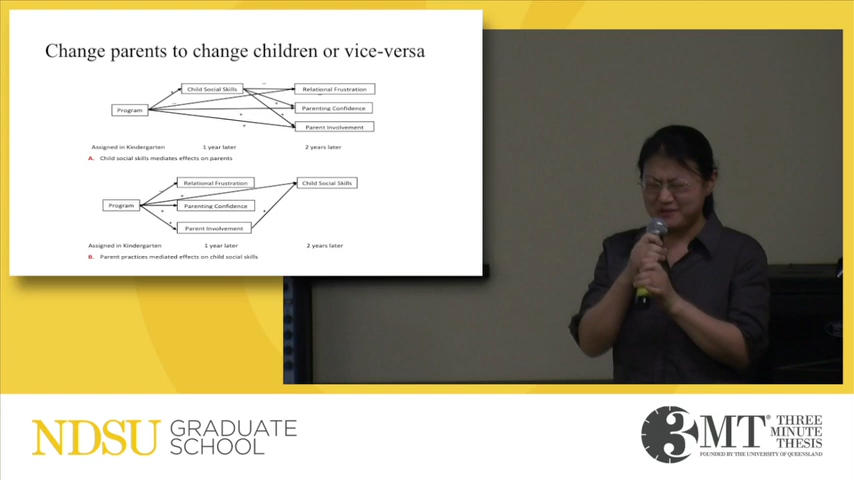 Change parents to change children or vice-versa
Child Social Skills
Relational Frustration
Program
Parenting Confidence
Parent Involvement
Assigned in Kindergarten 1 year later 2 years later
A. Child social skills mediates effects on parents
Relational Frustration
Child Social Skills
Program
Parenting Confidence
Parent Involvement
Assigned in Kindergarten 1 year later 2 years later
B. Parent practices mediated effects on child social skills
NDSU GRADUATE SCHOOL
3MT® THREE MINUTE THESIS
FOUNDED BY THE UNIVERSITY OF QUEENSLAND